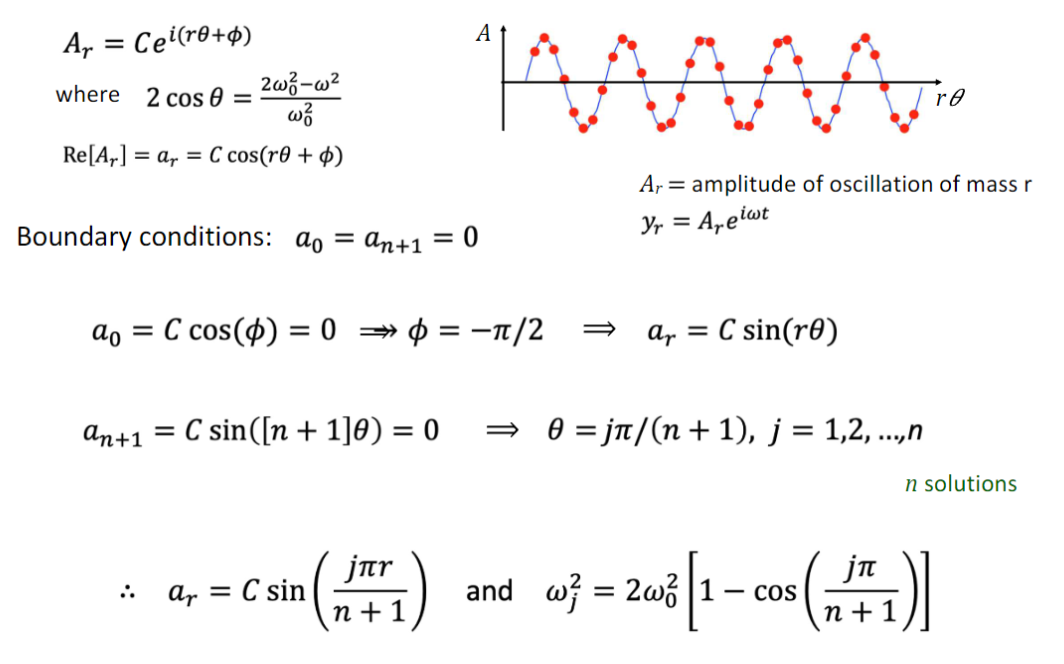 A_r = Ce^{i(rθ+ϕ)}
where 2 cos θ = \frac{2ω_0^2−ω^2}{ω_0^2}
Re[A_r] = a_r = C cos(rθ + ϕ)
A
r θ
A_r = amplitude of oscillation of mass r
y_r = A_r e^{iωt}
Boundary conditions: a_0 = a_{n+1} = 0
a_0 = C cos(ϕ) = 0 ⟹ ϕ = −π/2 ⟹ a_r = C sin(rθ)
a_{n+1} = C sin([n + 1]θ) = 0 ⟹ θ = jπ/(n + 1), j = 1,2, ...,n
n solutions
∴ a_r = C sin(\frac{jπr}{n + 1}) and ω_j^2 = 2ω_0^2 [1 − cos(\frac{jπ}{n + 1})]